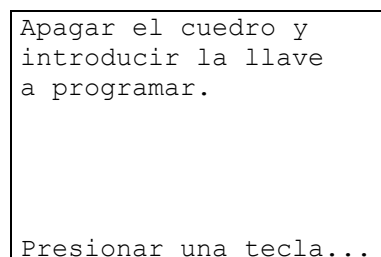 Apagar el cuedro y
introducir la llave
a programar.
Presionar una tecla...